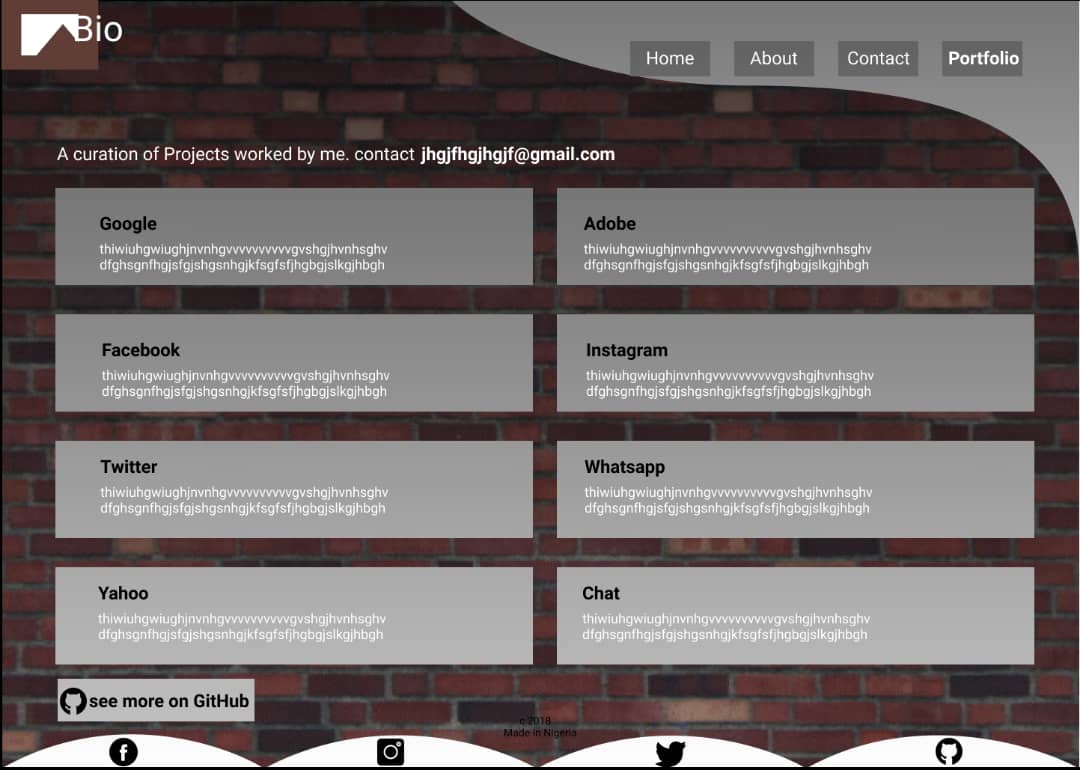 Bio
Home About Contact Portfolio
A curation of Projects worked by me. contact jhgjfhgjhgjf@gmail.com
Google
thiwiuhgwiughjnvnhgvvvvvvvvvvgvshgjhvnhsghv
dfghsgnfhgjsfgjshgsnhgjkfsgfsfjhgbgjslkgjhbgh
Adobe
thiwiuhgwiughjnvnhgvvvvvvvvvvgvshgjhvnhsghv
dfghsgnfhgjsfgjshgsnhgjkfsgfsfjhgbgjslkgjhbgh
Facebook
thiwiuhgwiughjnvnhgvvvvvvvvvvgvshgjhvnhsghv
dfghsgnfhgjsfgjshgsnhgjkfsgfsfjhgbgjslkgjhbgh
Instagram
thiwiuhgwiughjnvnhgvvvvvvvvvvgvshgjhvnhsghv
dfghsgnfhgjsfgjshgsnhgjkfsgfsfjhgbgjslkgjhbgh
Twitter
thiwiuhgwiughjnvnhgvvvvvvvvvvgvshgjhvnhsghv
dfghsgnfhgjsfgjshgsnhgjkfsgfsfjhgbgjslkgjhbgh
Whatsapp
thiwiuhgwiughjnvnhgvvvvvvvvvvgvshgjhvnhsghv
dfghsgnfhgjsfgjshgsnhgjkfsgfsfjhgbgjslkgjhbgh
Yahoo
thiwiuhgwiughjnvnhgvvvvvvvvvvgvshgjhvnhsghv
dfghsgnfhgjsfgjshgsnhgjkfsgfsfjhgbgjslkgjhbgh
Chat
thiwiuhgwiughjnvnhgvvvvvvvvvvgvshgjhvnhsghv
dfghsgnfhgjsfgjshgsnhgjkfsgfsfjhgbgjslkgjhbgh
see more on GitHub
c 2018
Made in Nigeria